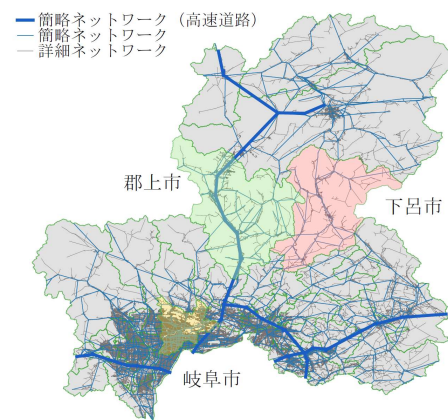 簡略ネットワーク（高速道路）
簡略ネットワーク
詳細ネットワーク
郡上市
下呂市
岐阜市